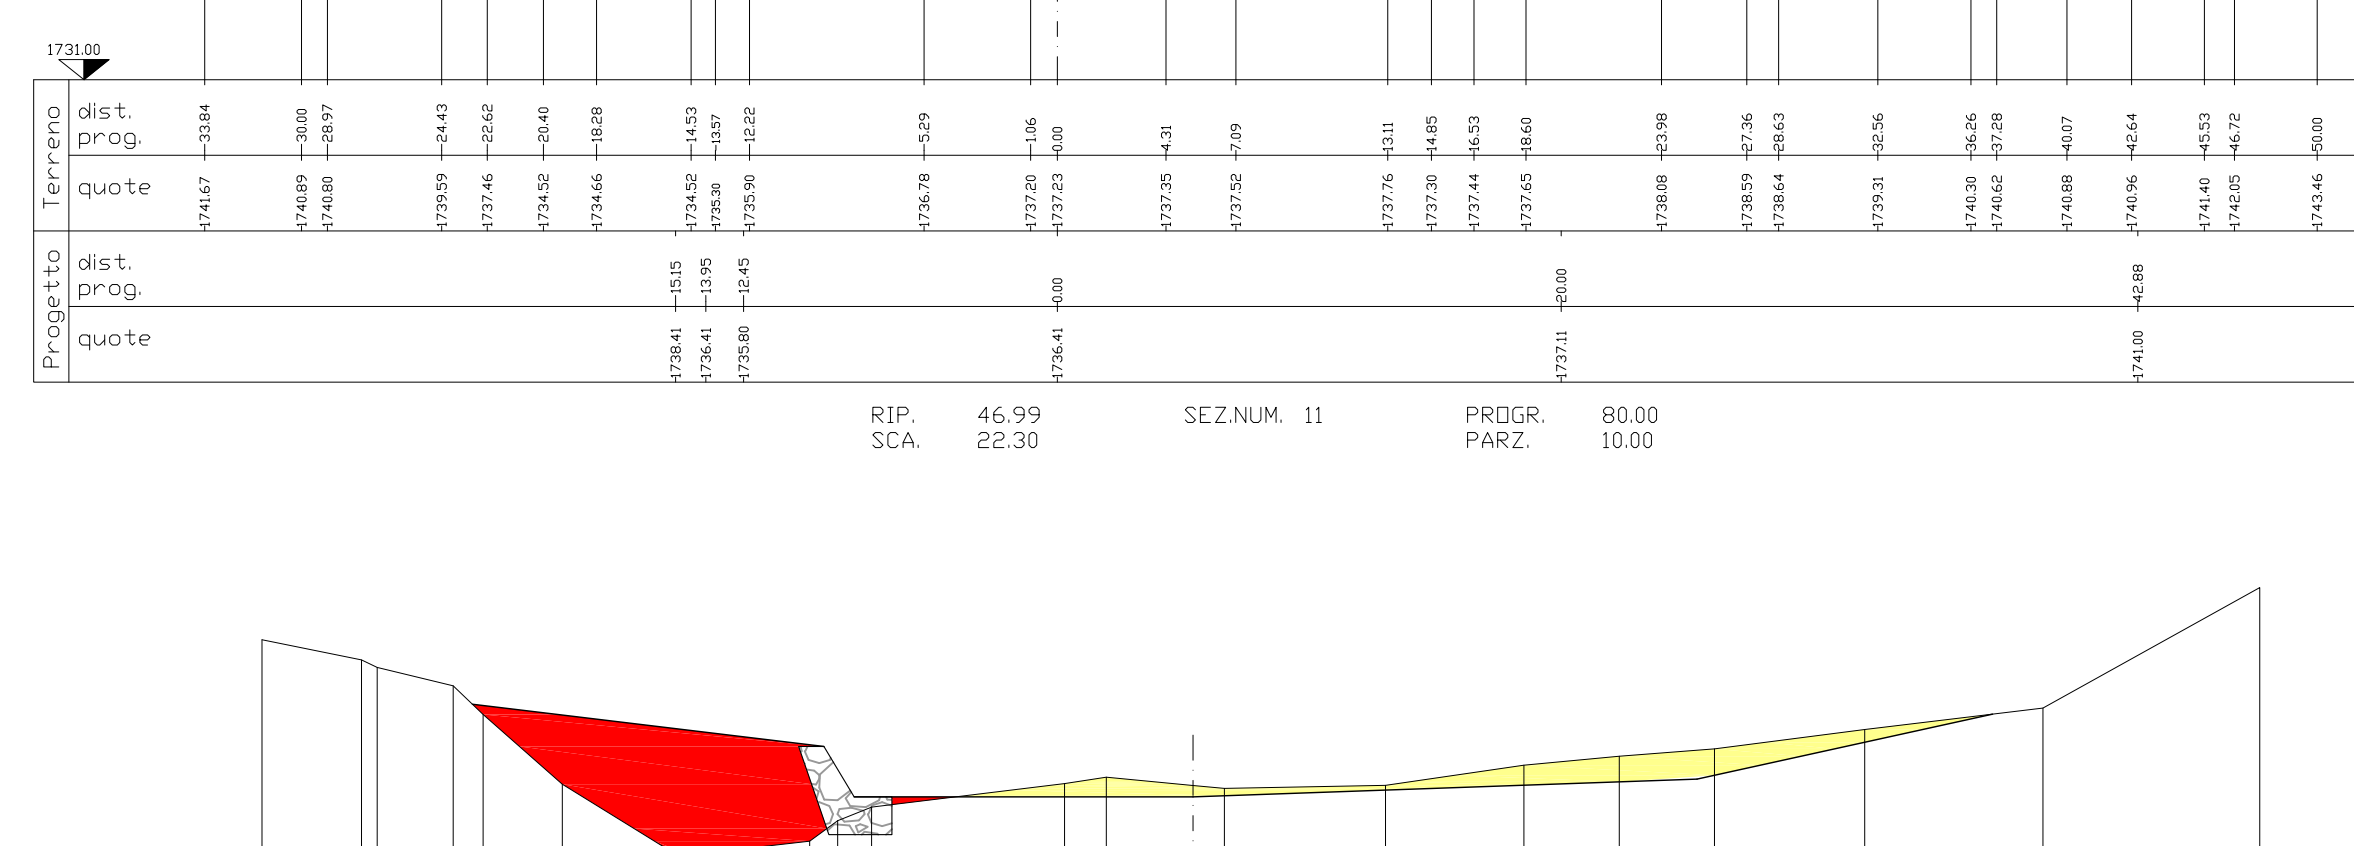 1731.00
Terreno
dist. prog.
-33.84 -30.00 -28.97 -24.43 -22.62 -20.40 -18.28 -14.53 -13.57 -12.22 -5.29 -1.06 0.00 4.31 7.09 13.11 14.85 16.53 18.60 23.98 27.36 28.63 32.56 36.26 37.28 40.07 42.64 45.53 46.72 50.00
quote
1741.67 1740.89 1740.80 1739.59 1737.46 1734.52 1734.66 1734.52 1735.30 1735.90 1736.78 1737.20 1737.23 1737.35 1737.52 1737.76 1737.30 1737.44 1737.65 1738.08 1738.59 1738.64 1739.31 1740.30 1740.62 1740.88 1740.96 1741.40 1742.05 1743.46
Progetto
dist. prog.
-15.15 -13.95 -12.45 0.00 20.00 42.88
quote
1738.41 1736.41 1735.80 1736.41 1737.11 1741.00
RIP. 46.99 SEZ.NUM. 11 PROGR. 80.00
SCA. 22.30 PARZ. 10.00